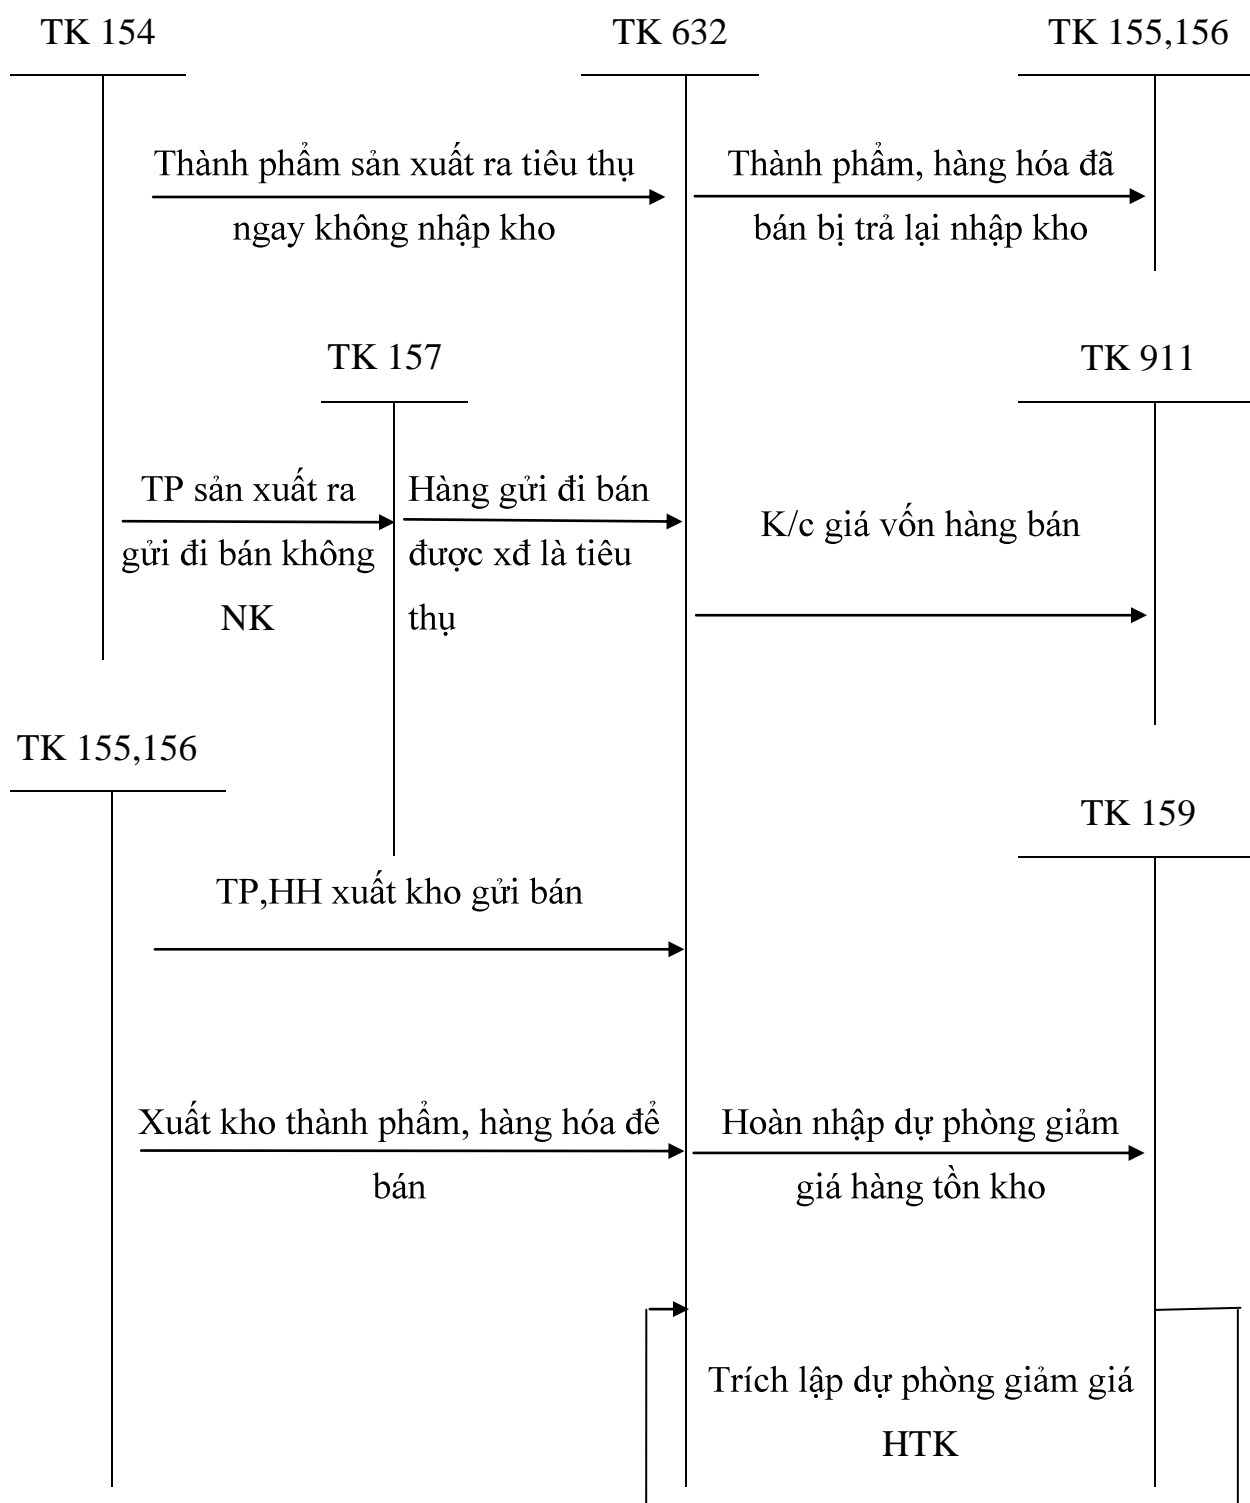 TK 154
TK 632
TK 155,156
Thành phẩm sản xuất ra tiêu thụ
ngay không nhập kho
Thành phẩm, hàng hóa đã
bán bị trả lại nhập kho
TK 157
TK 911
TP sản xuất ra
gửi đi bán không
NK
Hàng gửi đi bán
được xđ là tiêu
thụ
K/c giá vốn hàng bán
TK 155,156
TK 159
TP,HH xuất kho gửi bán
Xuất kho thành phẩm, hàng hóa để
bán
Hoàn nhập dự phòng giảm
giá hàng tồn kho
Trích lập dự phòng giảm giá
HTK